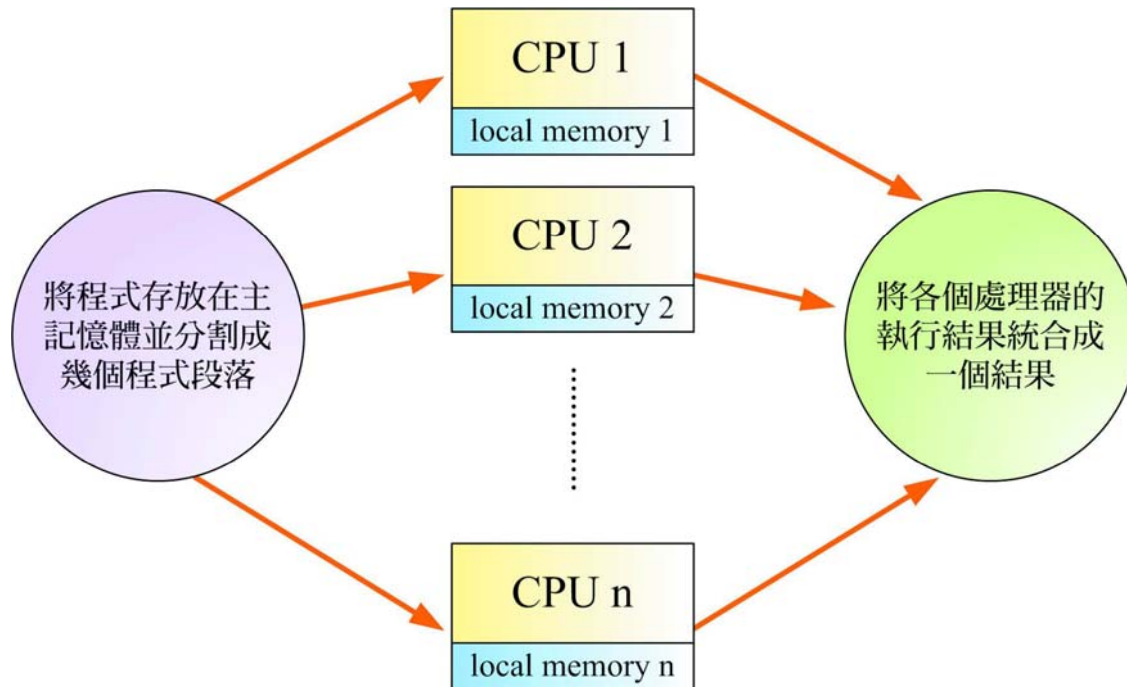 將程式存放在主
記憶體並分割成
幾個程式段落
CPU 1
local memory 1
CPU 2
local memory 2
CPU n
local memory n
將各個處理器的
執行結果統合成
一個結果